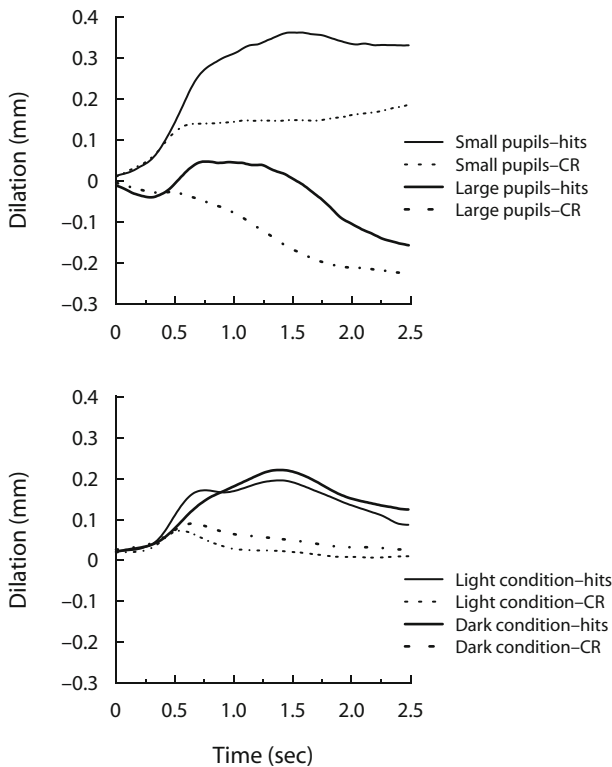 0.4
0.3
0.2
0.1
0
−0.1
−0.2
−0.3
Dilation (mm)
0
0.5
1.0
1.5
2.0
2.5
Small pupils–hits
Small pupils–CR
Large pupils–hits
Large pupils–CR
0.4
0.3
0.2
0.1
0
−0.1
−0.2
−0.3
Dilation (mm)
0
0.5
1.0
1.5
2.0
2.5
Light condition–hits
Light condition–CR
Dark condition–hits
Dark condition–CR
Time (sec)